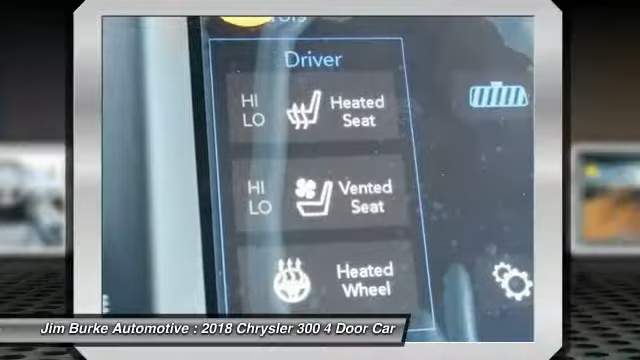 Driver
HI
LO
Heated
Seat
HI
LO
Vented
Seat
Heated
Wheel
Jim Burke Automotive : 2018 Chrysler 300 4 Door Car